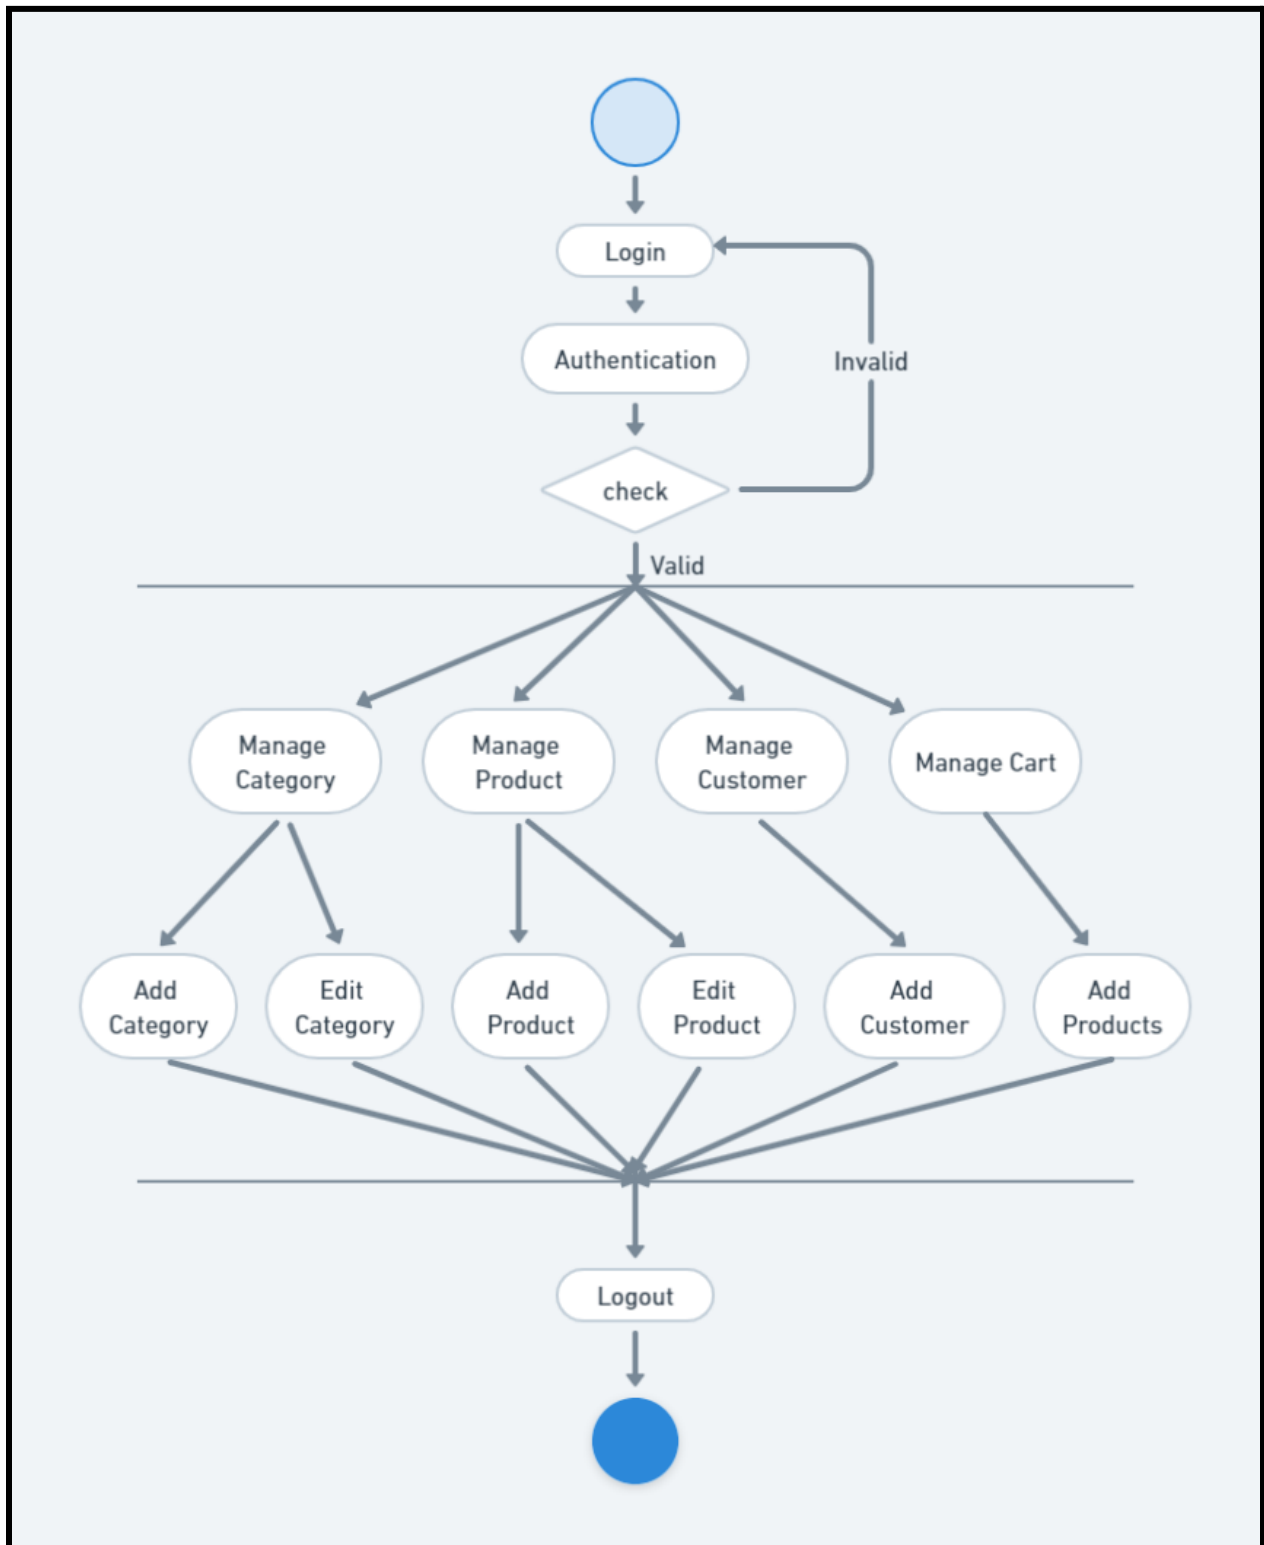 Login
Authentication
Invalid
check
Valid
Manage
Category
Manage
Product
Manage
Customer
Manage Cart
Add
Category
Edit
Category
Add
Product
Edit
Product
Add
Customer
Add
Products
Logout